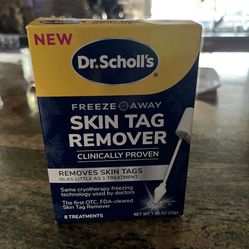 NEW
Dr. Scholl's
FREEZE AWAY
SKIN TAG
REMOVER
CLINICALLY PROVEN
REMOVES SKIN TAGS
IN AS LITTLE AS 1 TREATMENT
Same cryotherapy freezing
technology used by doctors
The first OTC, FDA-cleared
Skin Tag Remover
8 TREATMENTS